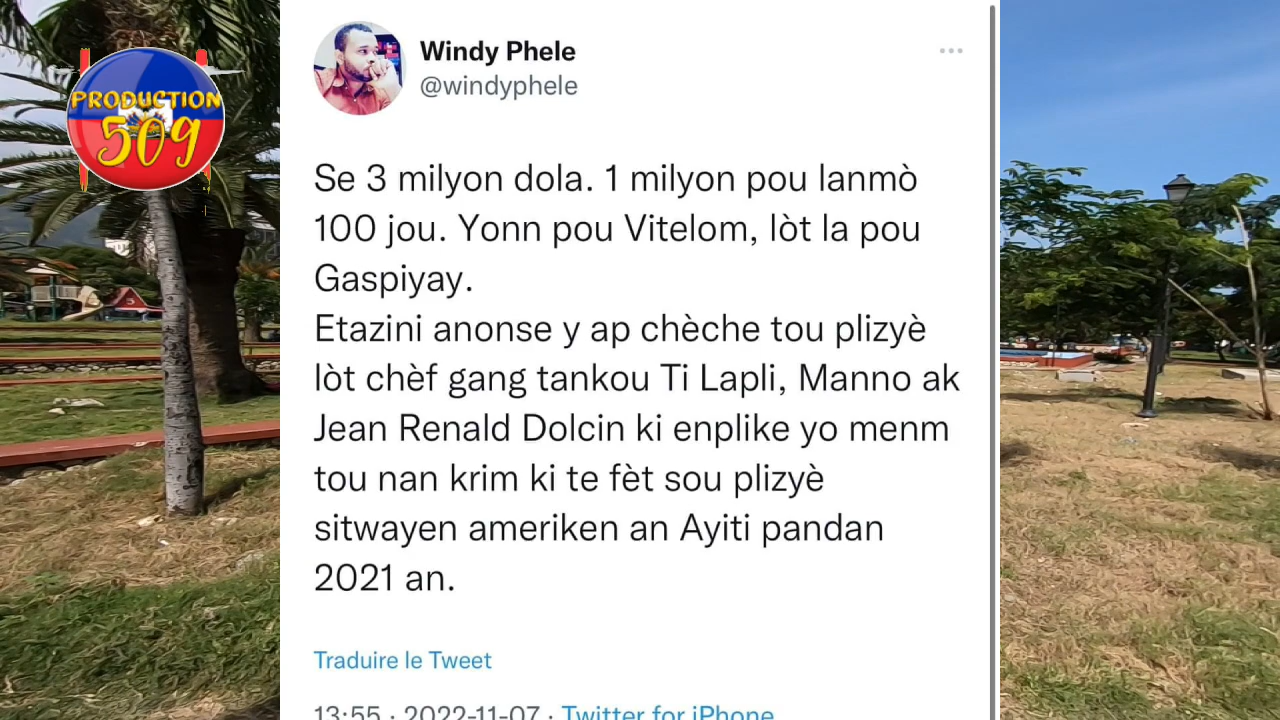 PRODUCTION
509
Windy Phele
@windyphele
Se 3 milyon dola. 1 milyon pou lanmò
100 jou. Yonn pou Vitelom, lòt la pou
Gaspiyay.
Etazini anonse y ap chèche tou plizyè
lòt chèf gang tankou Ti Lapli, Manno ak
Jean Renald Dolcin ki enplike yo menm
tou nan krim ki te fèt sou plizyè
sitwayen ameriken an Ayiti pandan
2021 an.
Traduire le Tweet
13:55 · 2022-11-07 · Twitter for iPhone